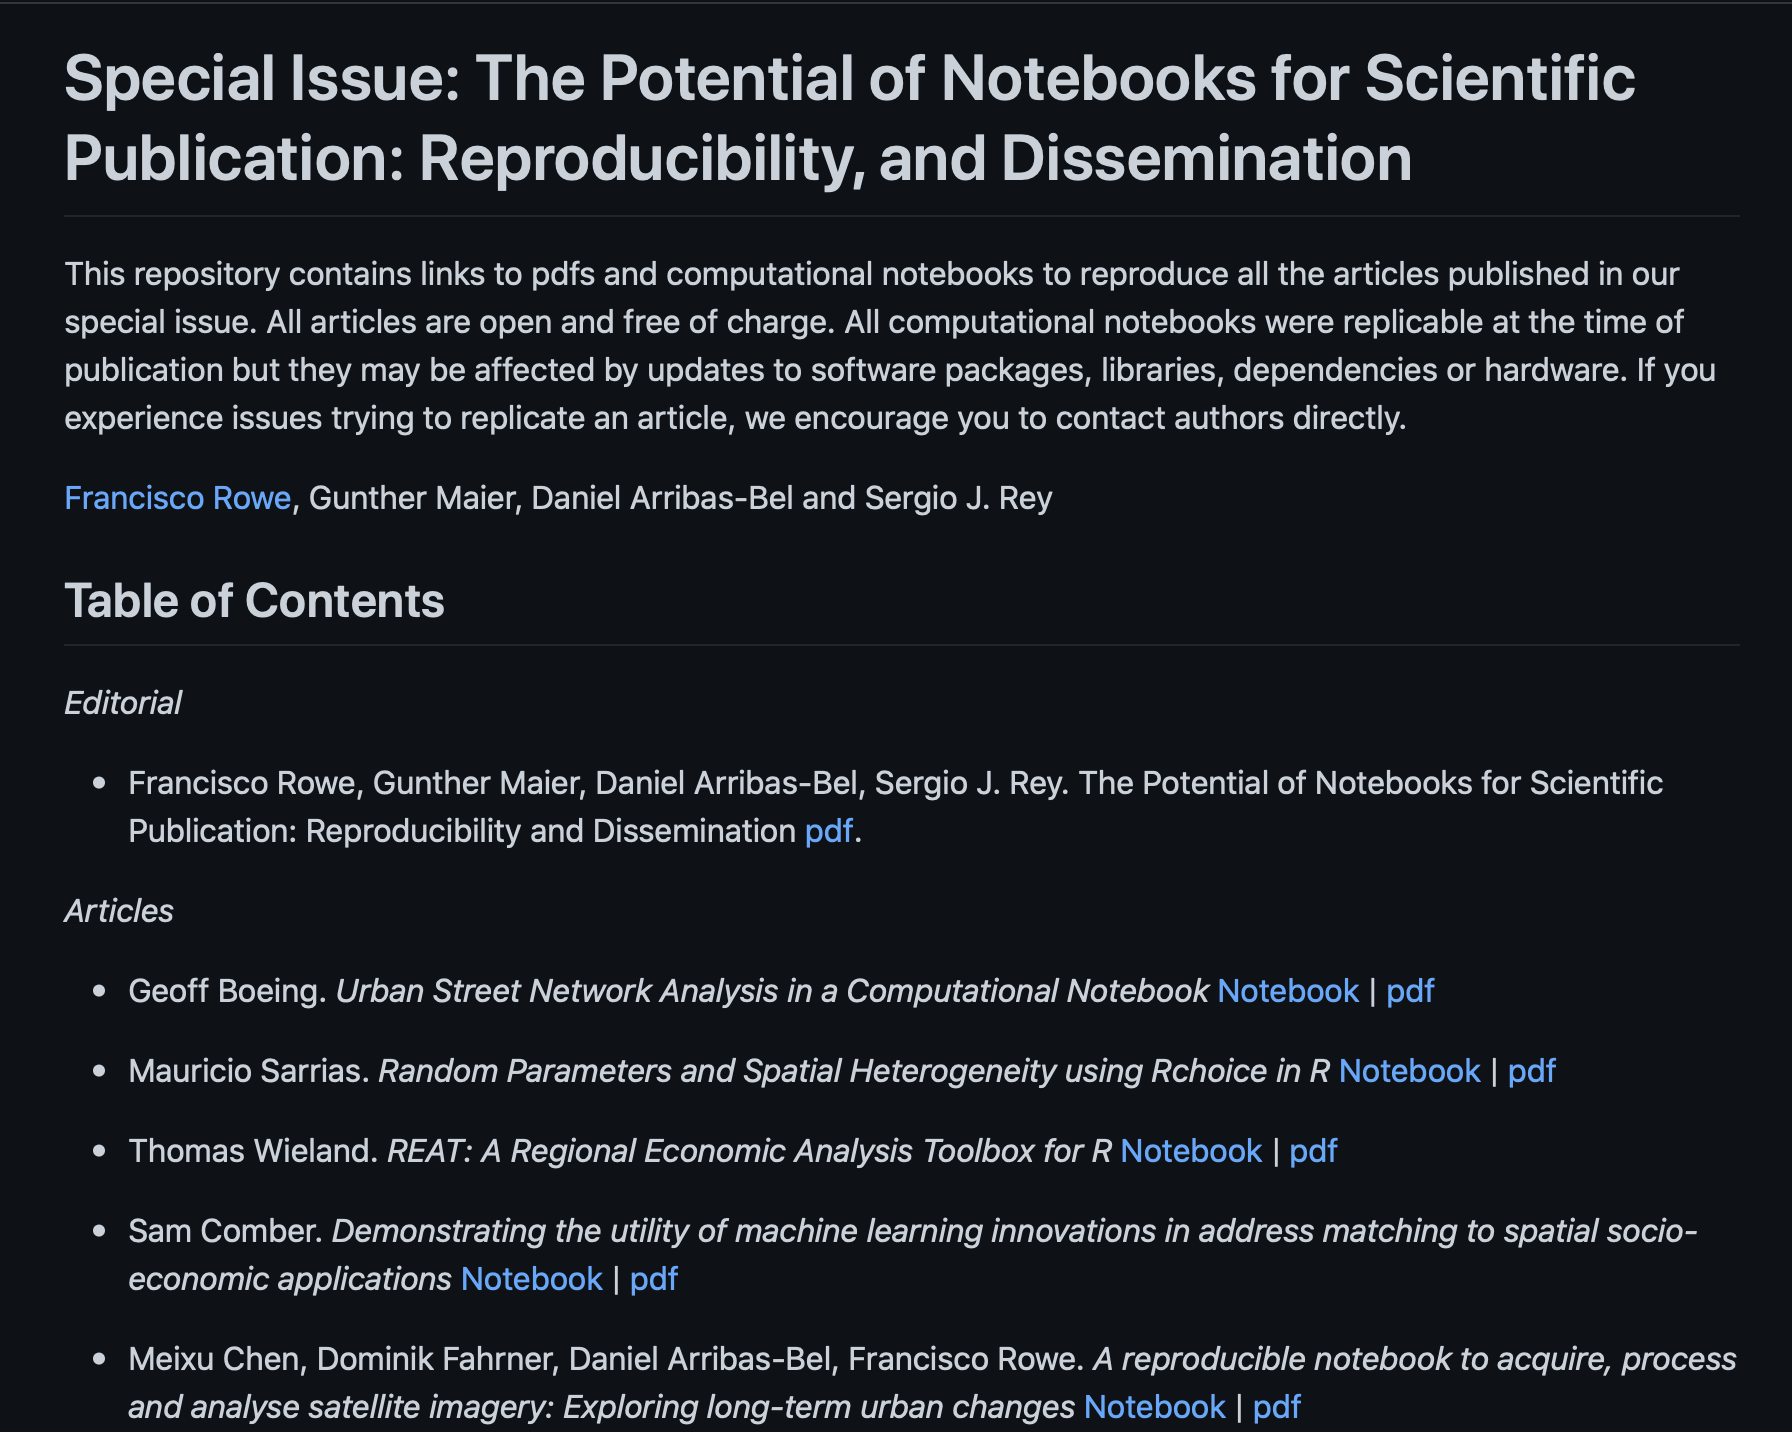 Special Issue: The Potential of Notebooks for Scientific
Publication: Reproducibility, and Dissemination
This repository contains links to pdfs and computational notebooks to reproduce all the articles published in our
special issue. All articles are open and free of charge. All computational notebooks were replicable at the time of
publication but they may be affected by updates to software packages, libraries, dependencies or hardware. If you
experience issues trying to replicate an article, we encourage you to contact authors directly.
Francisco Rowe, Gunther Maier, Daniel Arribas-Bel and Sergio J. Rey
Table of Contents
Editorial
• Francisco Rowe, Gunther Maier, Daniel Arribas-Bel, Sergio J. Rey. The Potential of Notebooks for Scientific
Publication: Reproducibility and Dissemination pdf.
Articles
• Geoff Boeing. Urban Street Network Analysis in a Computational Notebook Notebook | pdf
• Mauricio Sarrias. Random Parameters and Spatial Heterogeneity using Rchoice in R Notebook | pdf
• Thomas Wieland. REAT: A Regional Economic Analysis Toolbox for R Notebook | pdf
• Sam Comber. Demonstrating the utility of machine learning innovations in address matching to spatial socio-
economic applications Notebook | pdf
• Meixu Chen, Dominik Fahrner, Daniel Arribas-Bel, Francisco Rowe. A reproducible notebook to acquire, process
and analyse satellite imagery: Exploring long-term urban changes Notebook | pdf